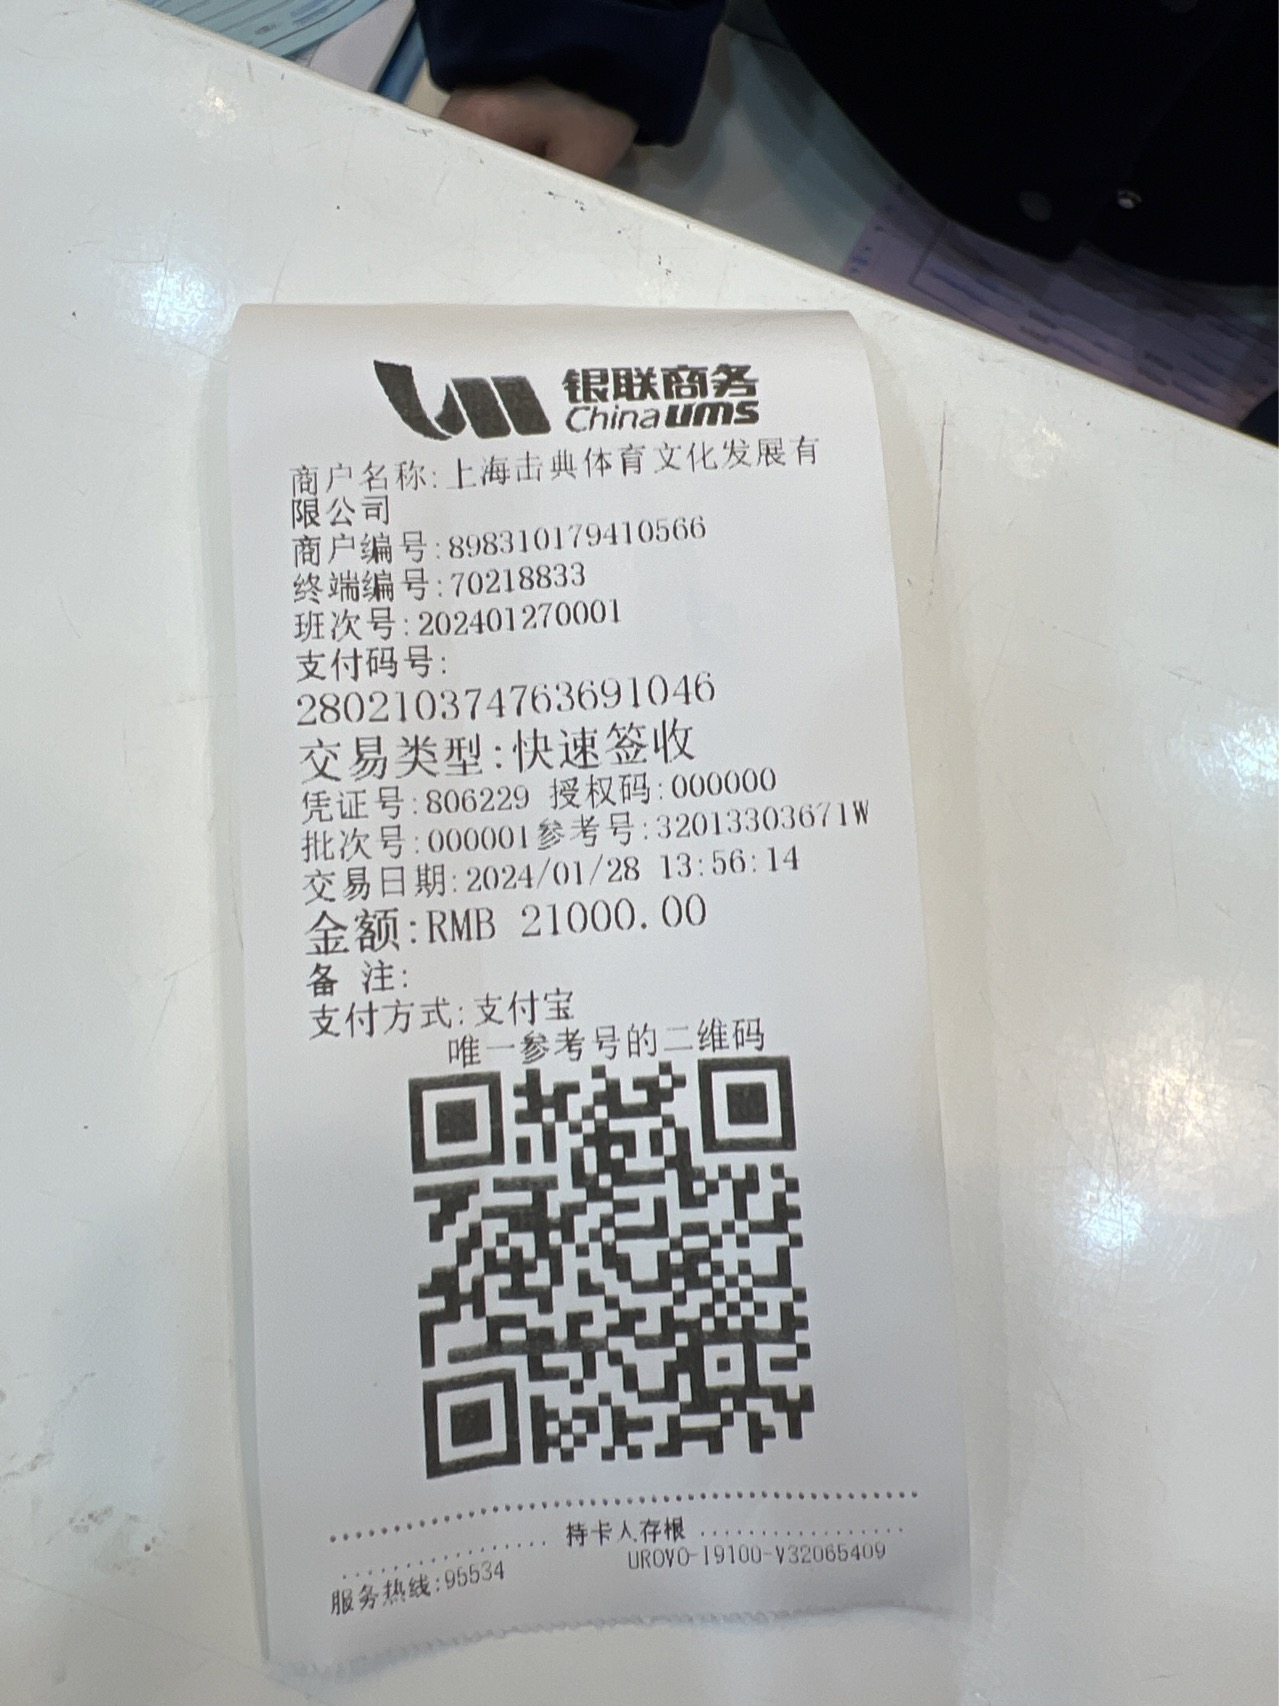 银联商务
China ums
商户名称:上海击典体育文化发展有
限公司
商户编号:898310179410566
终端编号:70218833
班次号:202401270001
支付码号:
280210374763691046
交易类型:快速签收
凭证号:806229 授权码:000000
批次号:000001参考号:32013303671W
交易日期:2024/01/28 13:56:14
金额:RMB 21000.00
备 注:
支付方式:支付宝
唯一参考号的二维码
持卡人存根
服务热线:95534 UROVO-I9100-V32065409